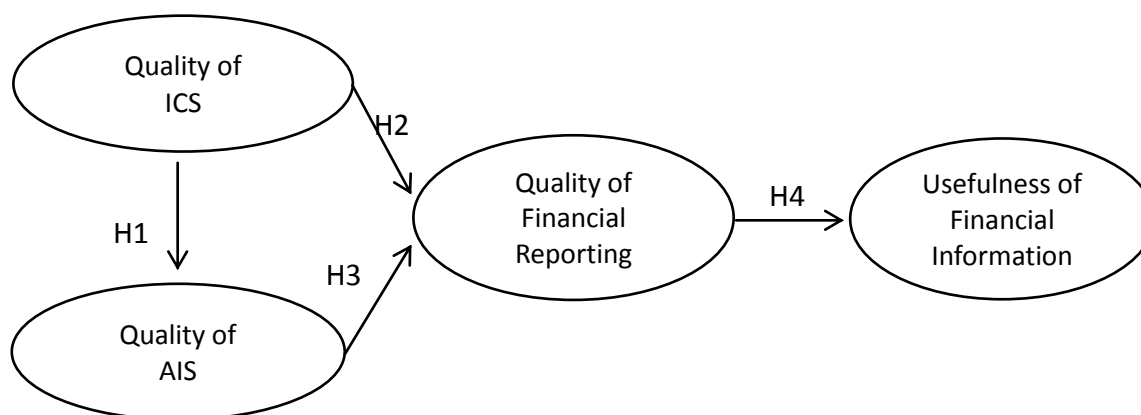 Quality of
ICS
H2
Quality of
Financial
Reporting
H4
Usefulness of
Financial
Information
H1
H3
Quality of
AIS